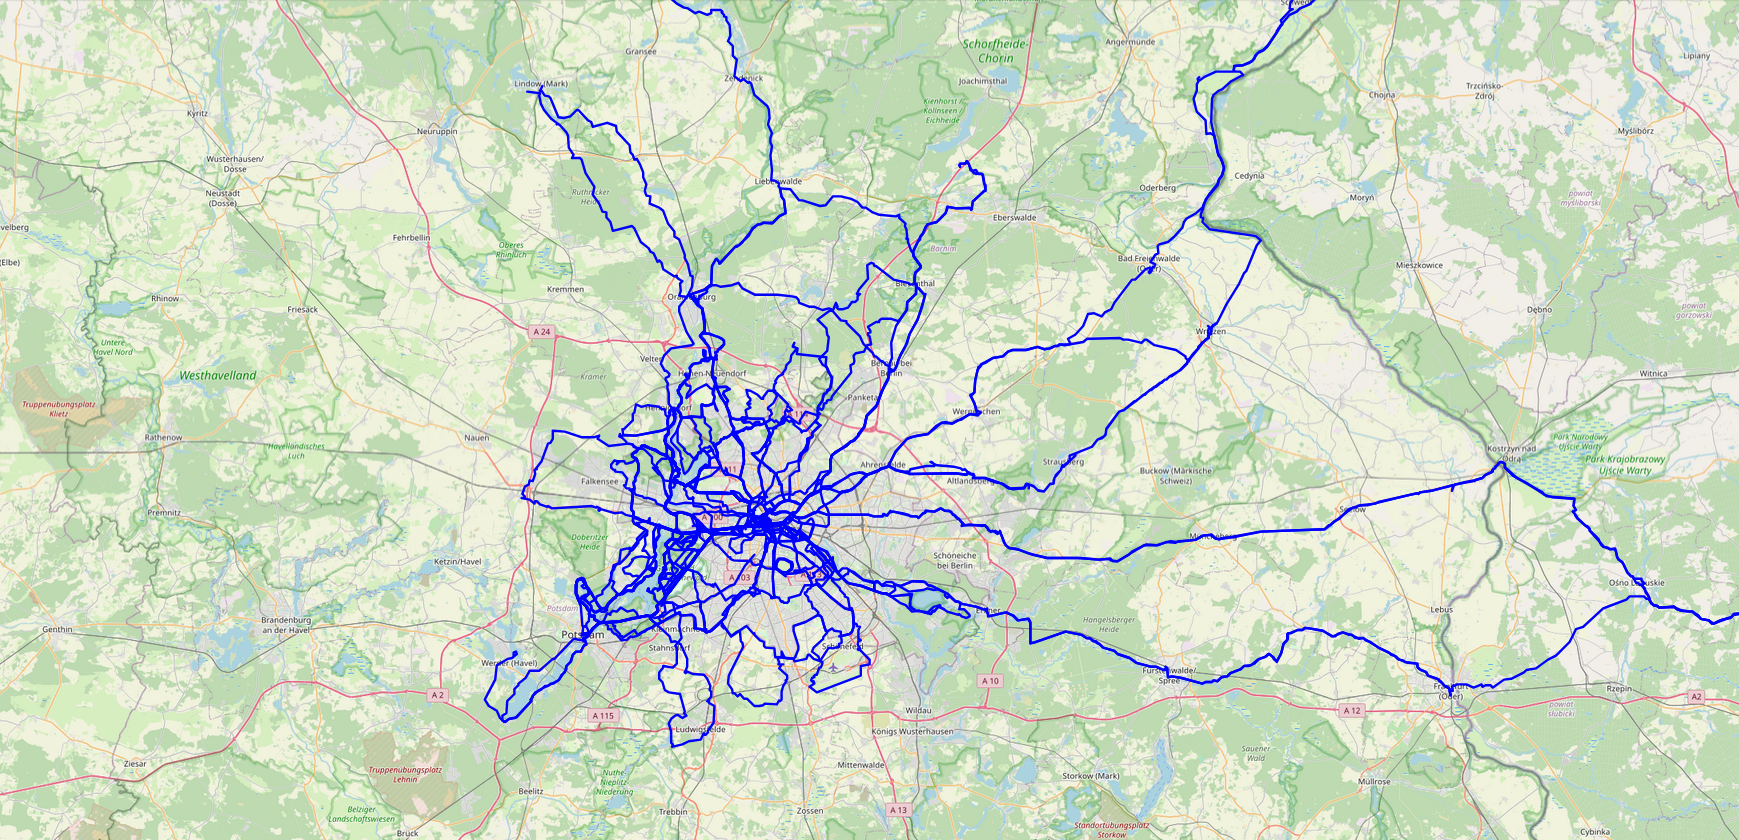 Schwedt
Gransee
Schorfheide-
Chorin
Angermünde
Lipiany
Lindow (Mark)
Zehdenick
Joachimsthal
Chojna
Trzcińsko-
Zdrój
Kyritz
Kienhorst /
Köllnseen /
Eichheide
Neuruppin
Myślibórz
Wusterhausen/
Dosse
Neustadt
(Dosse)
Liebenwalde
Cedynia
Oderberg
Ruthnicker
Heide
Moryń
powiat
myśliborski
Eberswalde
Fehrbellin
Oberes
Rhinluch
Barnim
Bad Freienwalde
(Oder)
Mieszkowice
(Elbe)
Kremmen
Oranienburg
Biesenthal
Rhinow
Friesack
Dębno
powiat
gorzowski
A 24
Wriezen
Untere
Havel Nord
Velten
Kramer
Hohen Neuendorf
Bernau bei
Berlin
Westhavelland
Witnica
Truppenübungsplatz
Klietz
Panketal
Werneuchen
Hennigsdorf
Rathenow
Nauen
Havelländisches
Luch
Kostrzyn nad
Odrą
Park Narodowy
Ujście Warty
Park Krajobrazowy
Ujście Warty
Ahrensfelde
Strausberg
Buckow (Märkische
Schweiz)
Falkensee
Altlandsberg
Premnitz
Seelow
A 100
Döberitzer
Heide
Müncheberg
Ketzin/Havel
Schöneiche
bei Berlin
A 103
Ośno Lubuskie
Potsdam
Erkner
Lebus
Brandenburg
an der Havel
Hangelsberger
Heide
Genthin
Potsdam
Kleinmachnow
Stahnsdorf
Schönefeld
Werder (Havel)
Fürstenwalde/
Spree
A 10
A 2
Frankfurt
(Oder)
Rzepin
A2
A 115
Wildau
A 12
powiat
słubicki
Ludwigsfelde
Königs Wusterhausen
Sauener
Wald
Ziesar
Truppenübungsplatz
Lehnin
Mittenwalde
Storkow (Mark)
Müllrose
Nuthe-
Nieplitz-
Niederung
Beelitz
Belziger
Landschaftswiesen
Trebbin
Zossen
A 13
Standortübungsplatz
Storkow
Brück
Cybinka